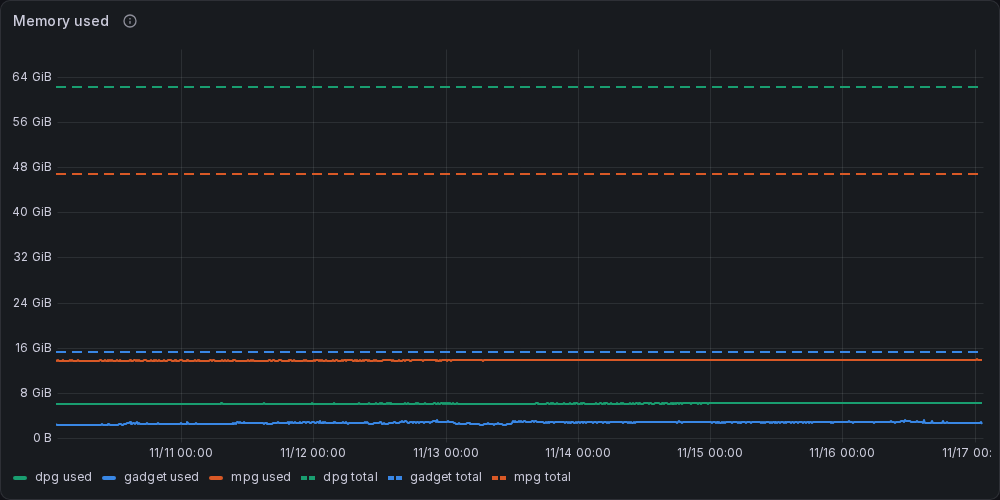 Memory used
64 GiB
56 GiB
48 GiB
40 GiB
32 GiB
24 GiB
16 GiB
8 GiB
0 B
11/11 00:00 11/12 00:00 11/13 00:00 11/14 00:00 11/15 00:00 11/16 00:00 11/17 00:
dpg used gadget used mpg used dpg total gadget total mpg total